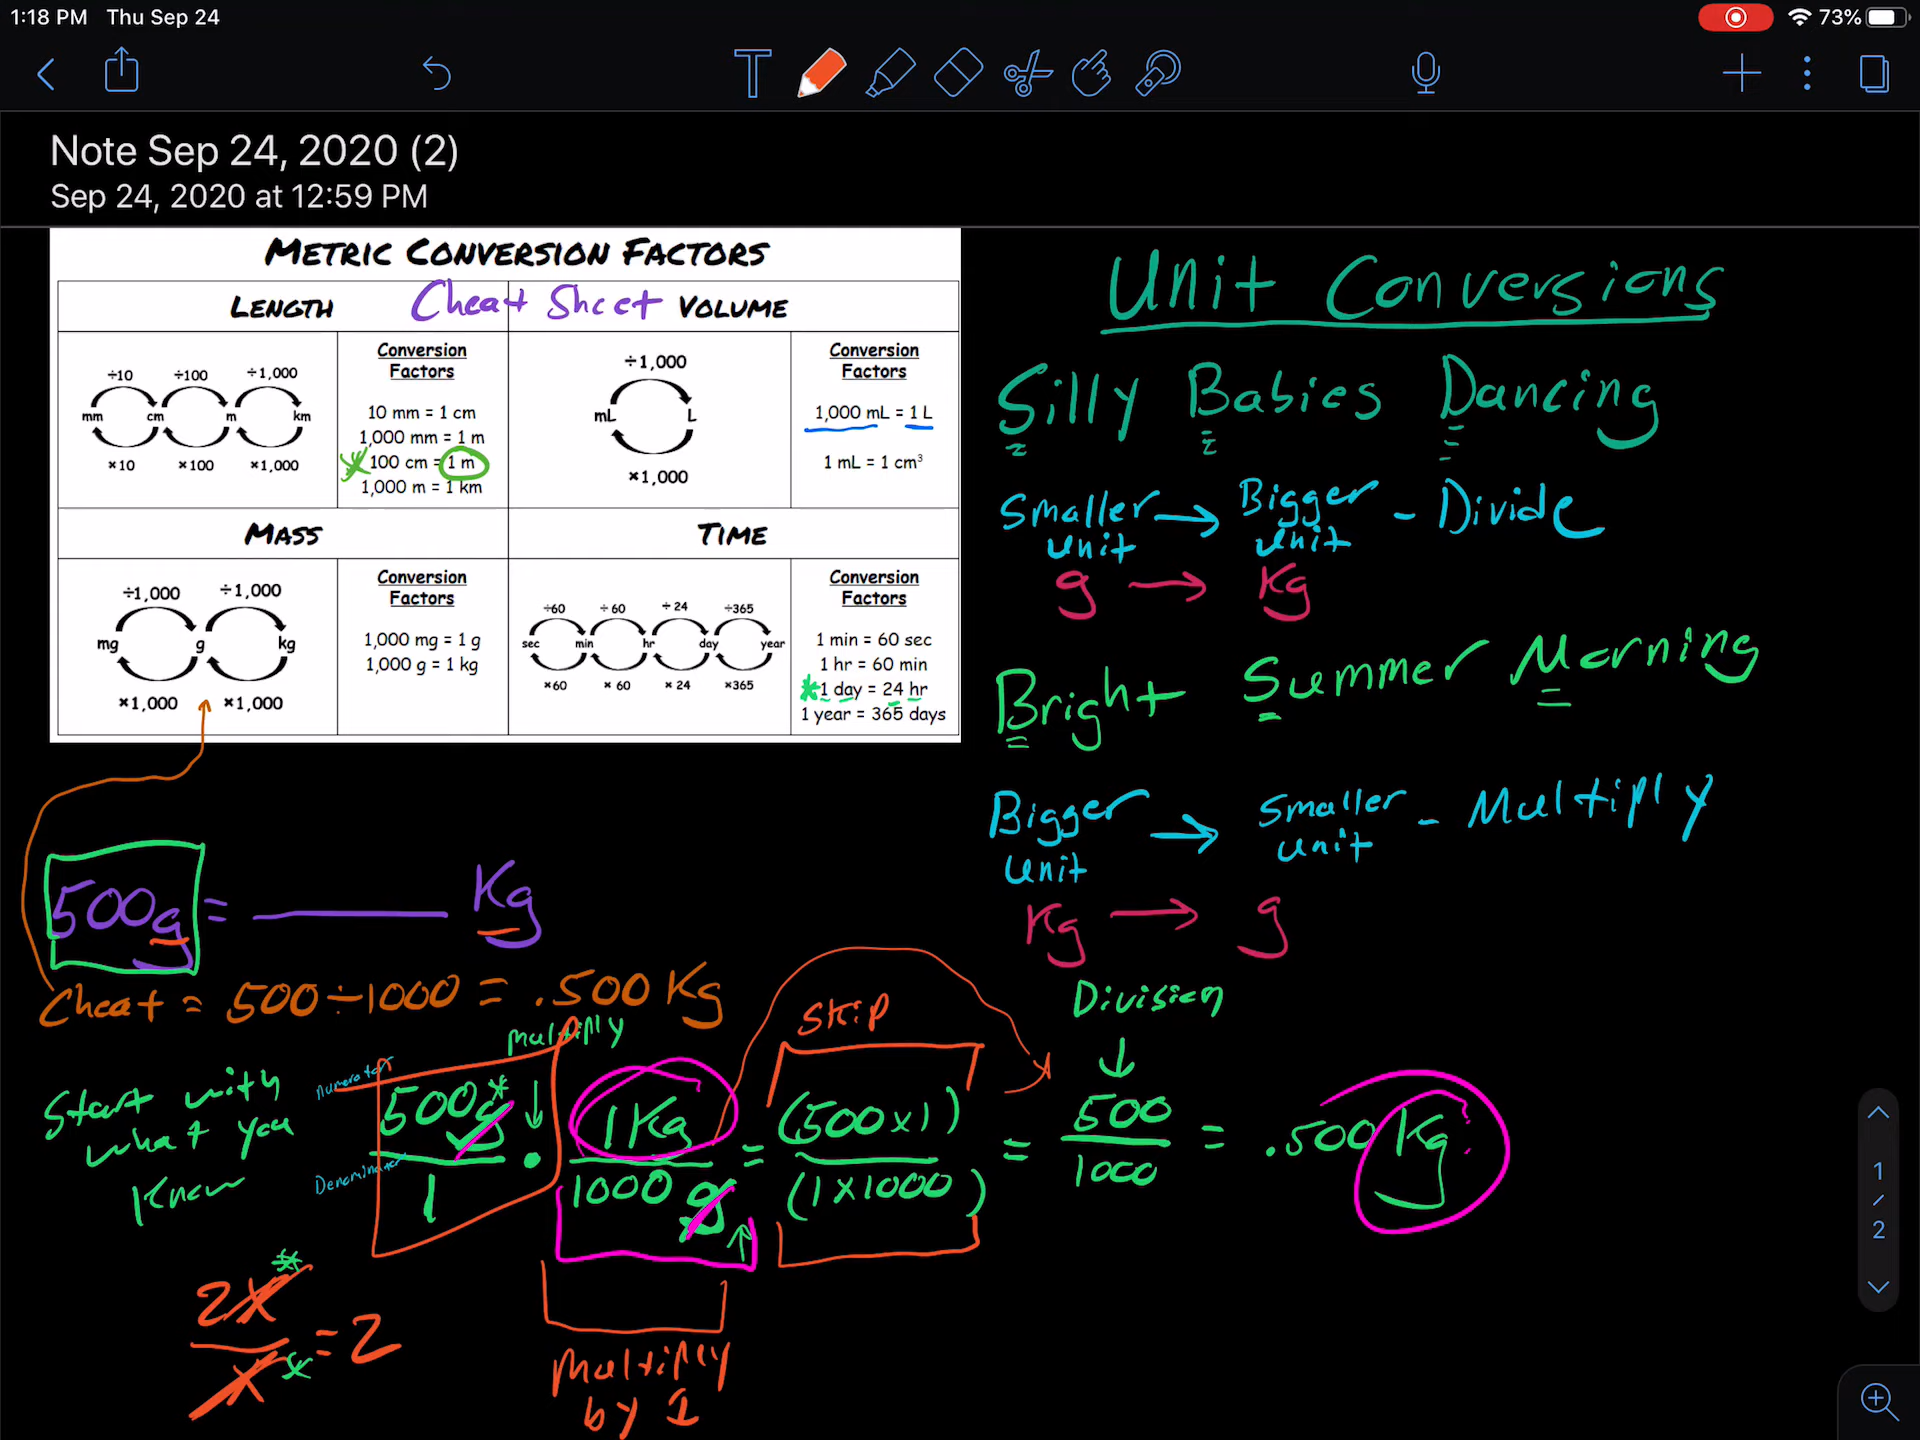 1:18 PM Thu Sep 24
73%
Note Sep 24, 2020 (2)
Sep 24, 2020 at 12:59 PM
METRIC CONVERSION FACTORS
Cheat Sheet
LENGTH
÷10 ÷100 ÷1,000
mm cm m km
×10 ×100 ×1,000
Conversion
Factors
10 mm = 1 cm
1,000 mm = 1 m
100 cm = 1 m
1,000 m = 1 km
VOLUME
÷1,000
mL L
×1,000
Conversion
Factors
1,000 mL = 1 L
1 mL = 1 cm³
MASS
÷1,000 ÷1,000
mg g kg
×1,000 ×1,000
Conversion
Factors
1,000 mg = 1 g
1,000 g = 1 kg
TIME
÷60 ÷ 60 ÷ 24 ÷365
sec min hr day year
×60 × 60 × 24 ×365
Conversion
Factors
1 min = 60 sec
1 hr = 60 min
*1 day = 24 hr
1 year = 365 days
Unit Conversions
Silly Babies Dancing
Smaller unit → Bigger unit - Divide
g → Kg
Bright Summer Morning
Bigger unit → Smaller unit - Multiply
Kg → g
500g = ______ Kg
Cheat = 500 ÷ 1000 = .500 Kg
Start with
what you
Know
Numerator
Denominator
multiply
Skip
Division
↓
500g* ↓ 1Kg (500x1) 500
1 • 1000 g ↑ = (1x1000) = 1000 = .500 Kg
2x*
x* = 2
Multiply
by 1
1
/
2